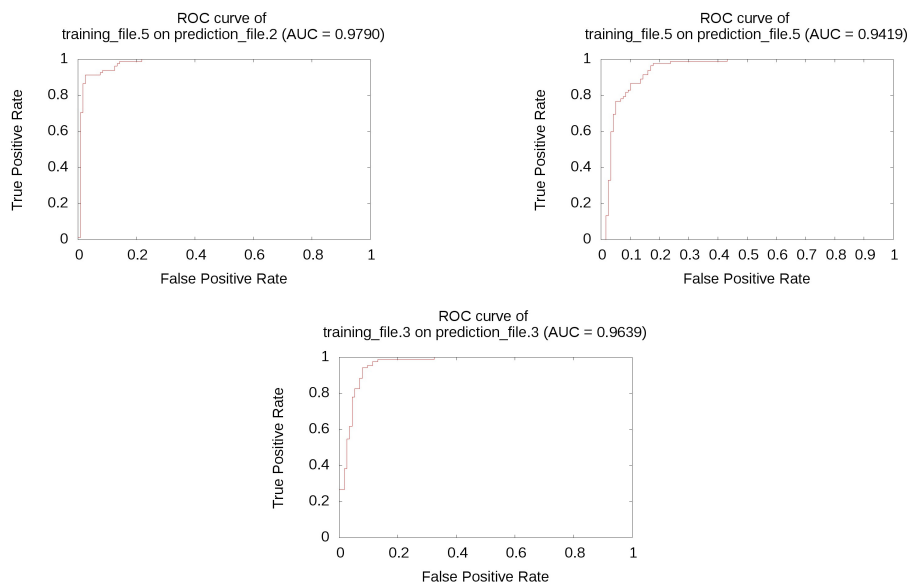 ROC curve of
training_file.5 on prediction_file.2 (AUC = 0.9790)
1
0.8
0.6
0.4
0.2
0
True Positive Rate
0 0.2 0.4 0.6 0.8 1
False Positive Rate
ROC curve of
training_file.5 on prediction_file.5 (AUC = 0.9419)
1
0.8
0.6
0.4
0.2
0
True Positive Rate
0 0.1 0.2 0.3 0.4 0.5 0.6 0.7 0.8 0.9 1
False Positive Rate
ROC curve of
training_file.3 on prediction_file.3 (AUC = 0.9639)
1
0.8
0.6
0.4
0.2
0
True Positive Rate
0 0.2 0.4 0.6 0.8 1
False Positive Rate